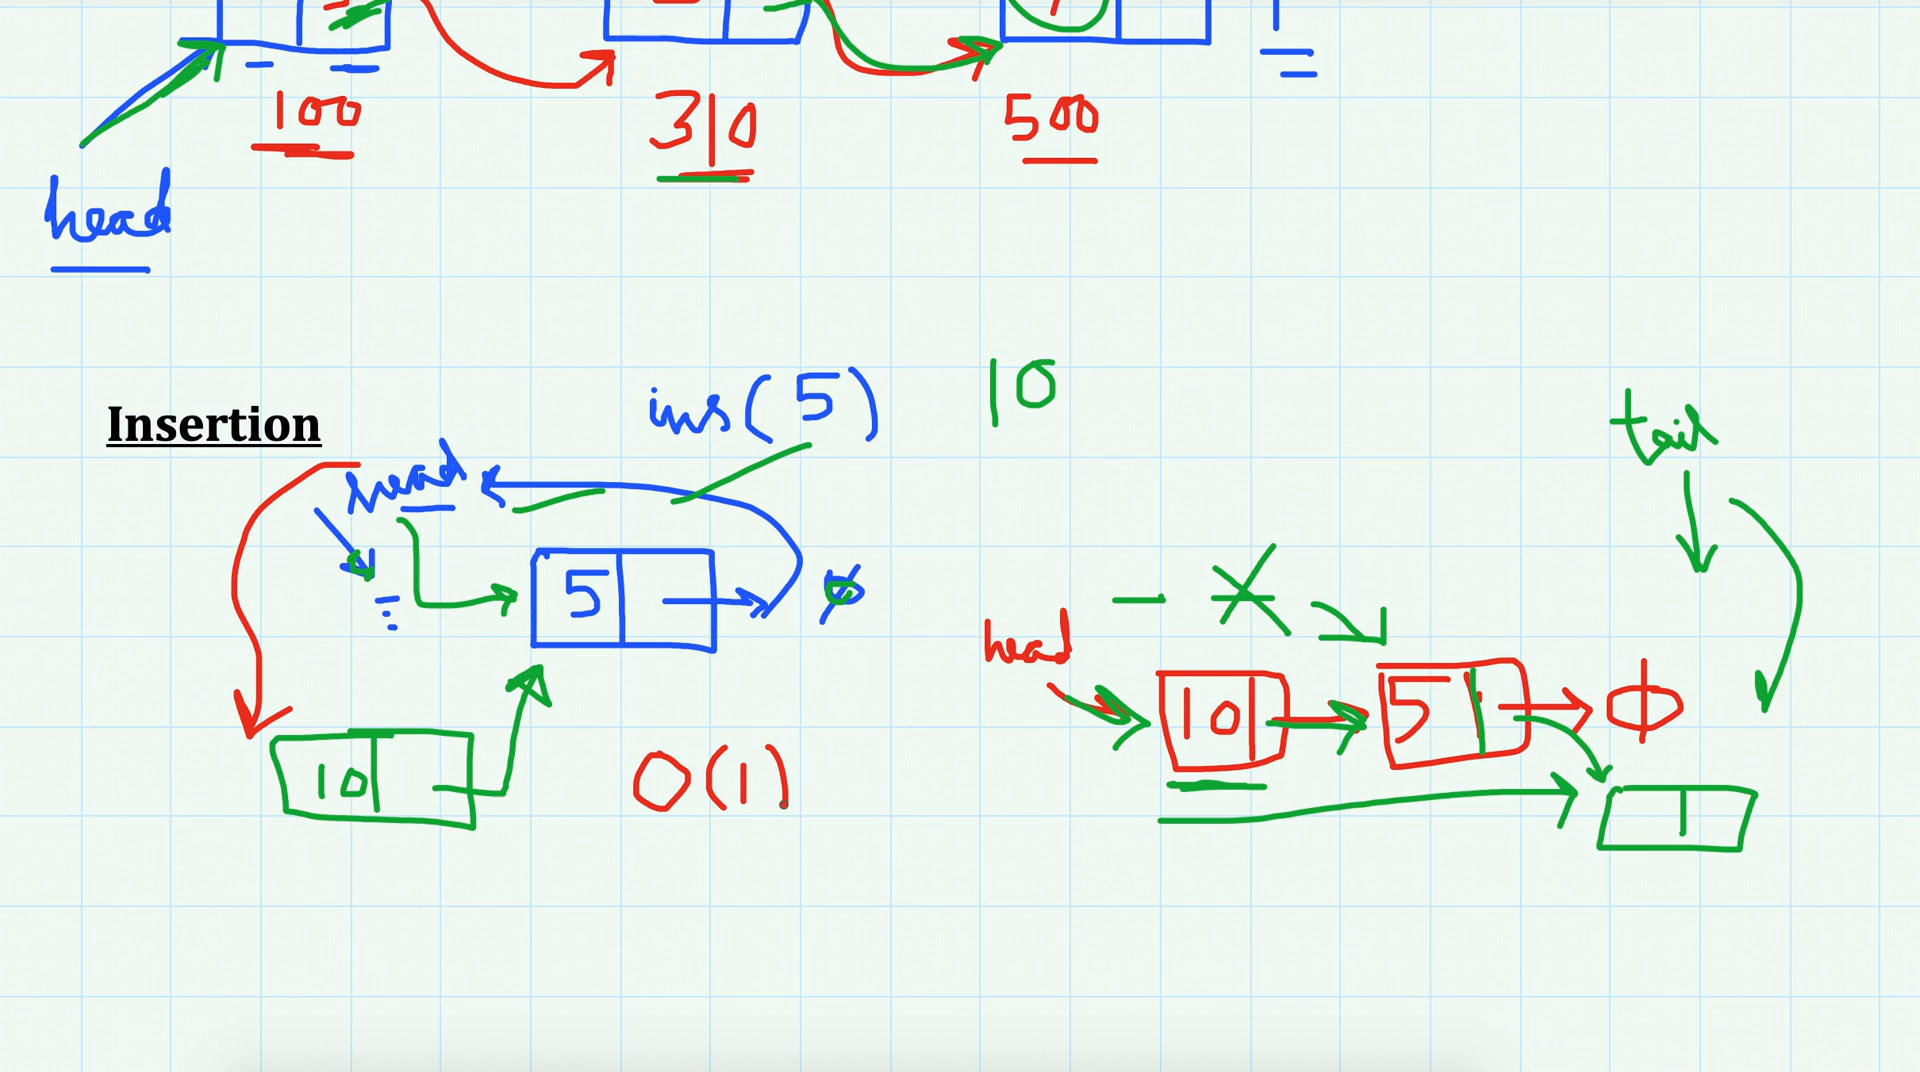 100
310
500
head
ins(5)
10
Insertion
head
tail
5
ø
head
10
5
ϕ
10
O(1)